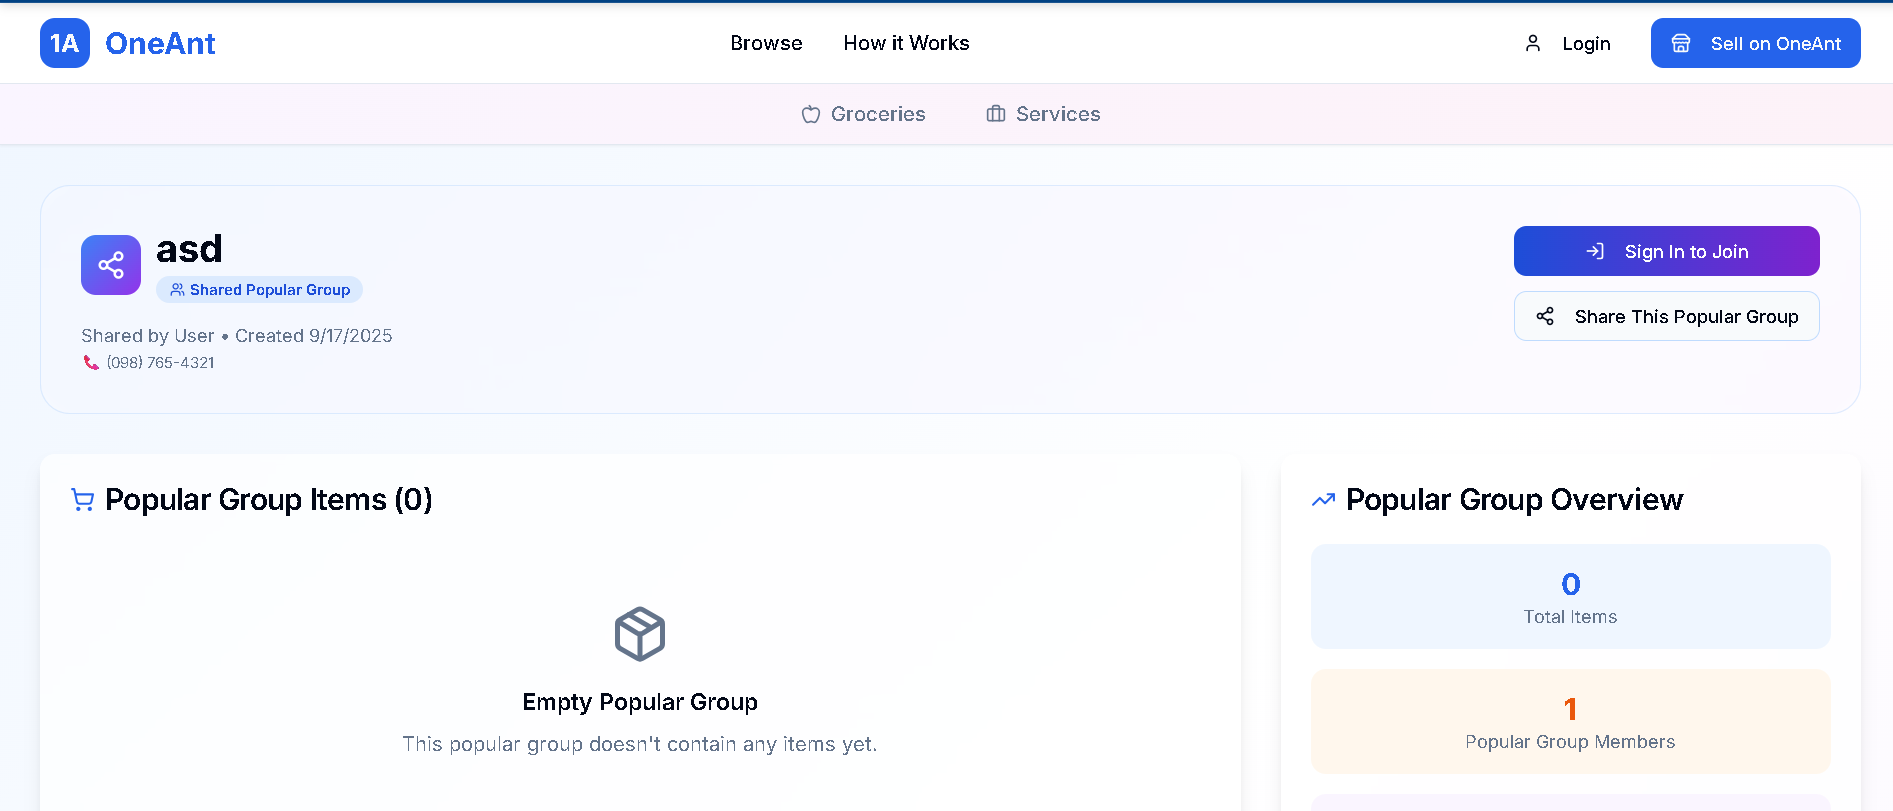 1A OneAnt
Browse
How it Works
Login
Sell on OneAnt
Groceries
Services
asd
Shared Popular Group
Shared by User • Created 9/17/2025
(098) 765-4321
Sign In to Join
Share This Popular Group
Popular Group Items (0)
Empty Popular Group
This popular group doesn't contain any items yet.
Popular Group Overview
0
Total Items
1
Popular Group Members